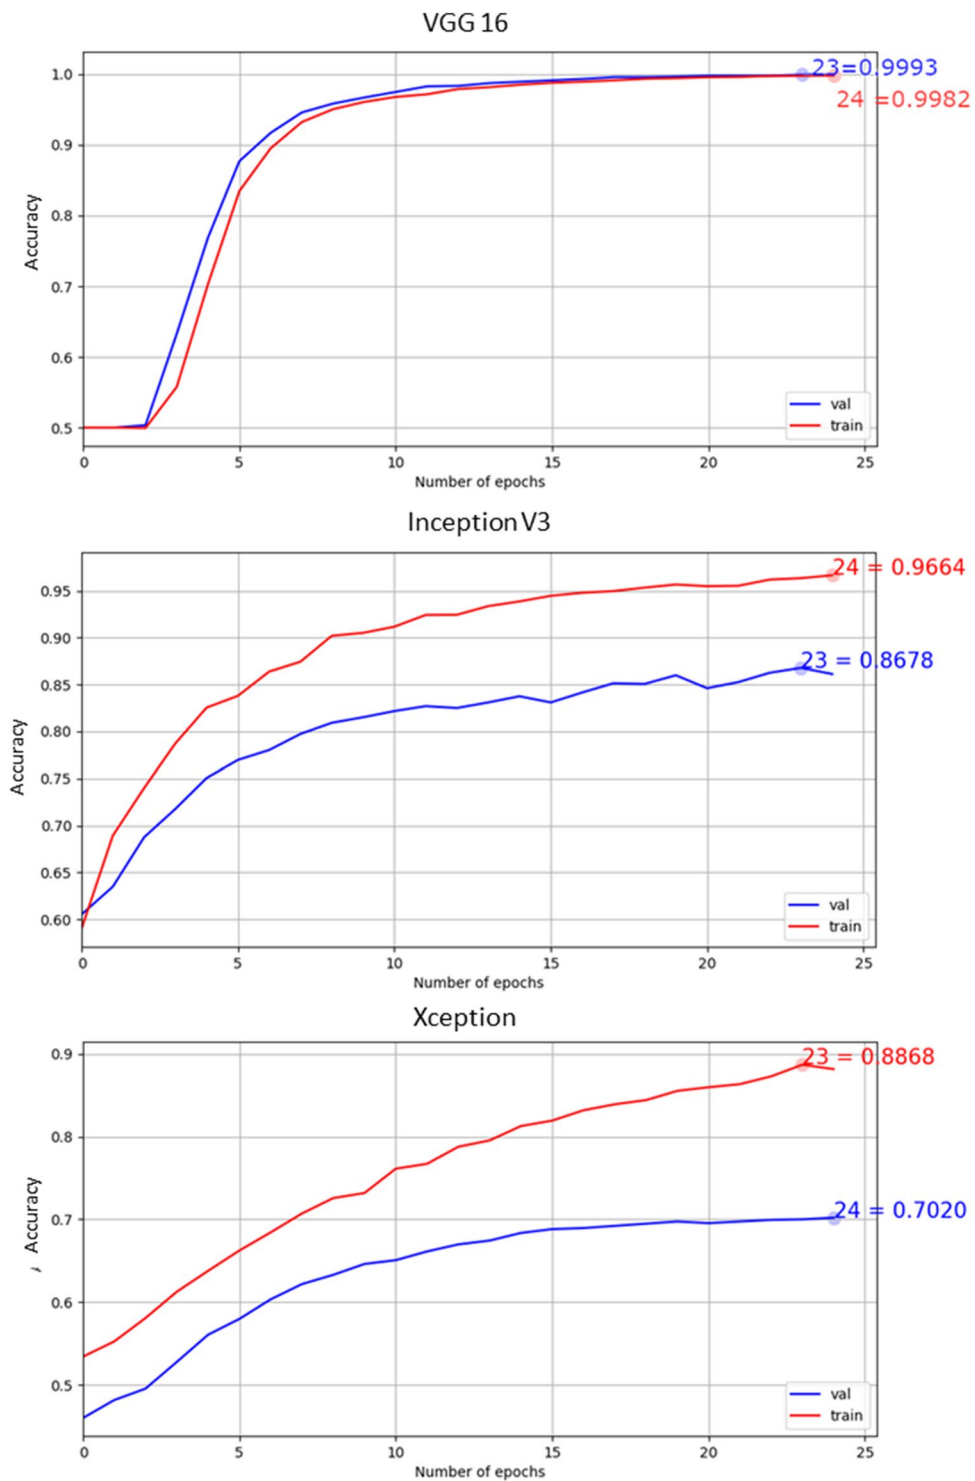 VGG 16
1.0
0.9
0.8
0.7
0.6
0.5
Accuracy
23=0.9993
24 =0.9982
val
train
0 5 10 15 20 25
Number of epochs
Inception V3
0.95
0.90
0.85
0.80
0.75
0.70
0.65
0.60
Accuracy
24 = 0.9664
23 = 0.8678
val
train
0 5 10 15 20 25
Number of epochs
Xception
0.9
0.8
0.7
0.6
0.5
Accuracy
23 = 0.8868
24 = 0.7020
val
train
0 5 10 15 20 25
Number of epochs